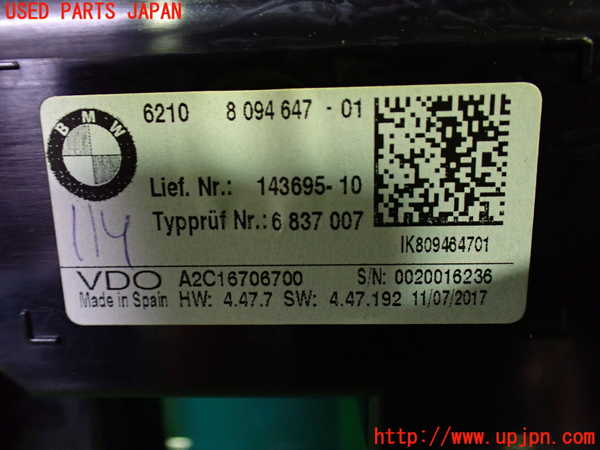 USED PARTS JAPAN
BMW
6210 8 094 647 - 01
Lief. Nr.: 143695- 10
Typprüf Nr.: 6 837 007
114
IK809464701
VDO A2C16706700 S/N: 0020016236
Made in Spain HW: 4.47.7 SW: 4.47.192 11/07/2017
http://www.upjpn.com/